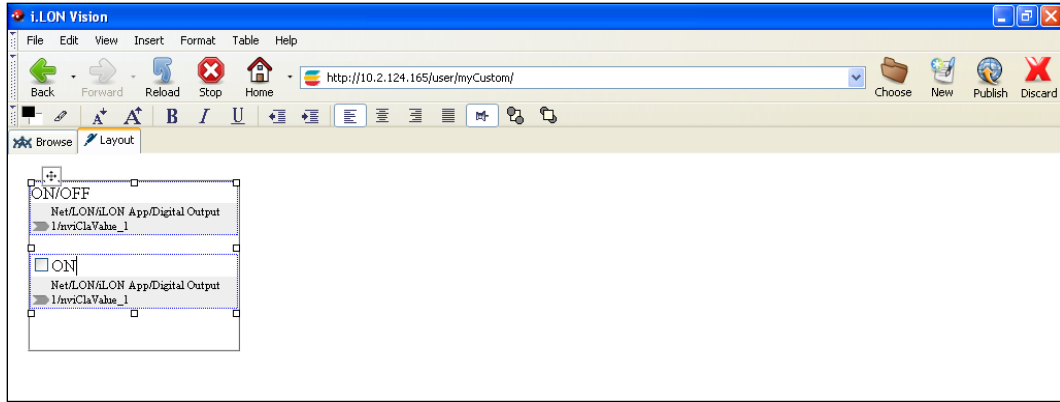 i.LON Vision
File Edit View Insert Format Table Help
http://10.2.124.165/user/myCustom/
Back Forward Reload Stop Home Choose New Publish Discard
A A B I U
Browse Layout
ON/OFF
Net/LON/iLON App/Digital Output
1/nviClaValue_1
ON
Net/LON/iLON App/Digital Output
1/nviClaValue_1